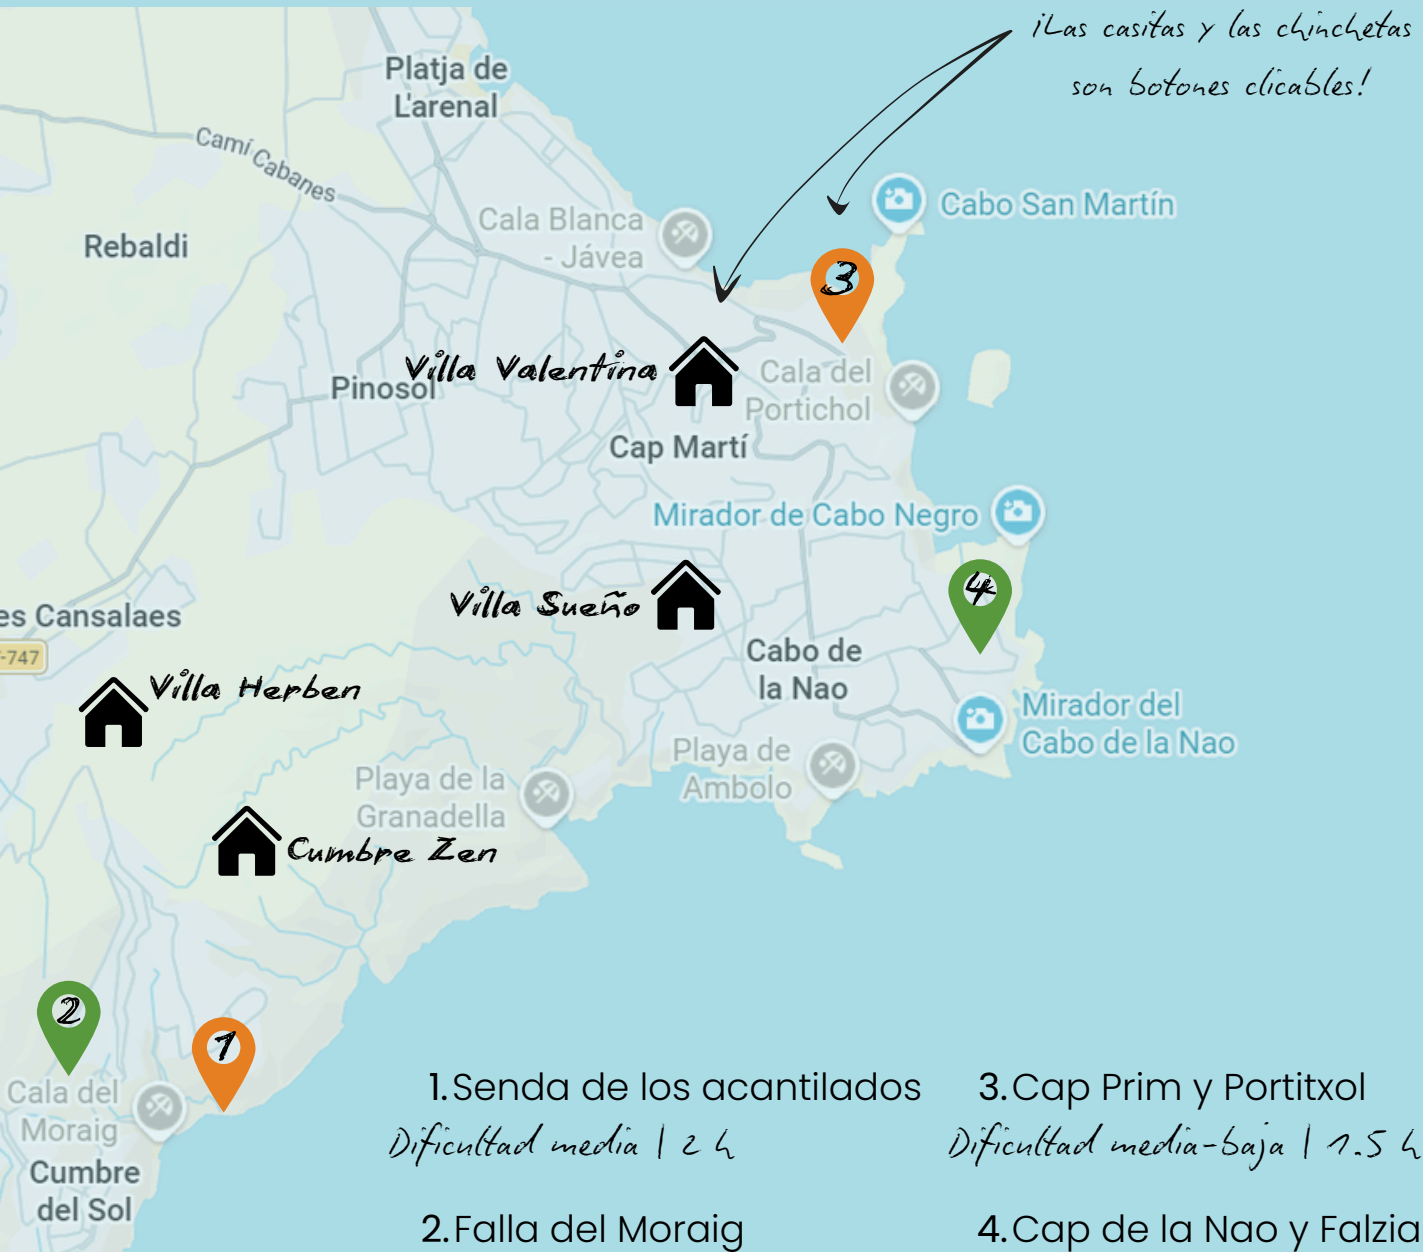 ¡Las casitas y las chinchetas
son botones clicables!
Platja de
L'arenal
Camí Cabanes
Cabo San Martín
Cala Blanca
- Jávea
Rebaldi
3
Villa Valentina
Cala del
Portichol
Pinosol
Cap Martí
Mirador de Cabo Negro
4
Villa Sueño
es Cansalaes
-747
Cabo de
la Nao
Villa Herben
Mirador del
Cabo de la Nao
Playa de
Ambolo
Playa de la
Granadella
Cumbre Zen
2
1
Cala del
Moraig
Cumbre
del Sol
1.Senda de los acantilados
Dificultad media | 2 h
2.Falla del Moraig
3.Cap Prim y Portitxol
Dificultad media-baja | 1.5 h
4.Cap de la Nao y Falzia